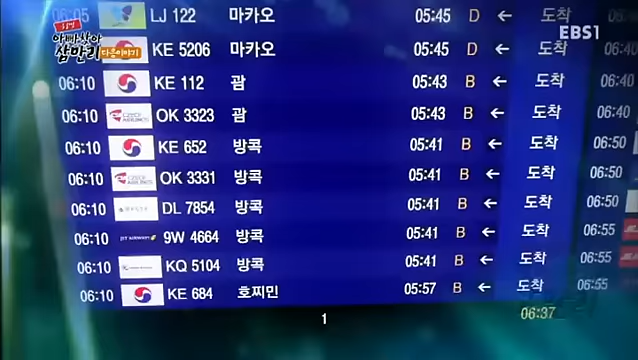 06:05 LJ 122 마카오 05:45 D ← 도착
EBS1
아빠 찾아
삼만리
다음이야기
KE 5206 마카오 05:45 D ← 도착 06:40
06:10 KE 112 괌 05:43 B ← 도착 06:40
06:10 OK 3323 괌 05:43 B ← 도착 06:40
06:10 KE 652 방콕 05:41 B ← 도착 06:50
06:10 OK 3331 방콕 05:41 B ← 도착 06:50
06:10 DL 7854 방콕 05:41 B ← 도착 06:50
06:10 9W 4664 방콕 05:41 B ← 도착 06:55
06:10 KQ 5104 방콕 05:41 B ← 도착 06:55
06:10 KE 684 호찌민 05:57 B ← 도착 06:55
1
06:37